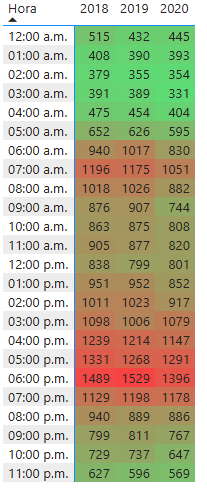 Hora 2018 2019 2020
12:00 a.m. 515 432 445
01:00 a.m. 408 390 393
02:00 a.m. 379 355 354
03:00 a.m. 391 389 331
04:00 a.m. 475 454 404
05:00 a.m. 652 626 595
06:00 a.m. 940 1017 830
07:00 a.m. 1196 1175 1051
08:00 a.m. 1018 1026 882
09:00 a.m. 876 907 744
10:00 a.m. 863 875 808
11:00 a.m. 905 877 820
12:00 p.m. 838 799 801
01:00 p.m. 951 952 852
02:00 p.m. 1011 1023 917
03:00 p.m. 1098 1006 1079
04:00 p.m. 1239 1214 1147
05:00 p.m. 1331 1268 1291
06:00 p.m. 1489 1529 1396
07:00 p.m. 1129 1198 1178
08:00 p.m. 940 889 886
09:00 p.m. 799 811 767
10:00 p.m. 729 737 647
11:00 p.m. 627 596 569